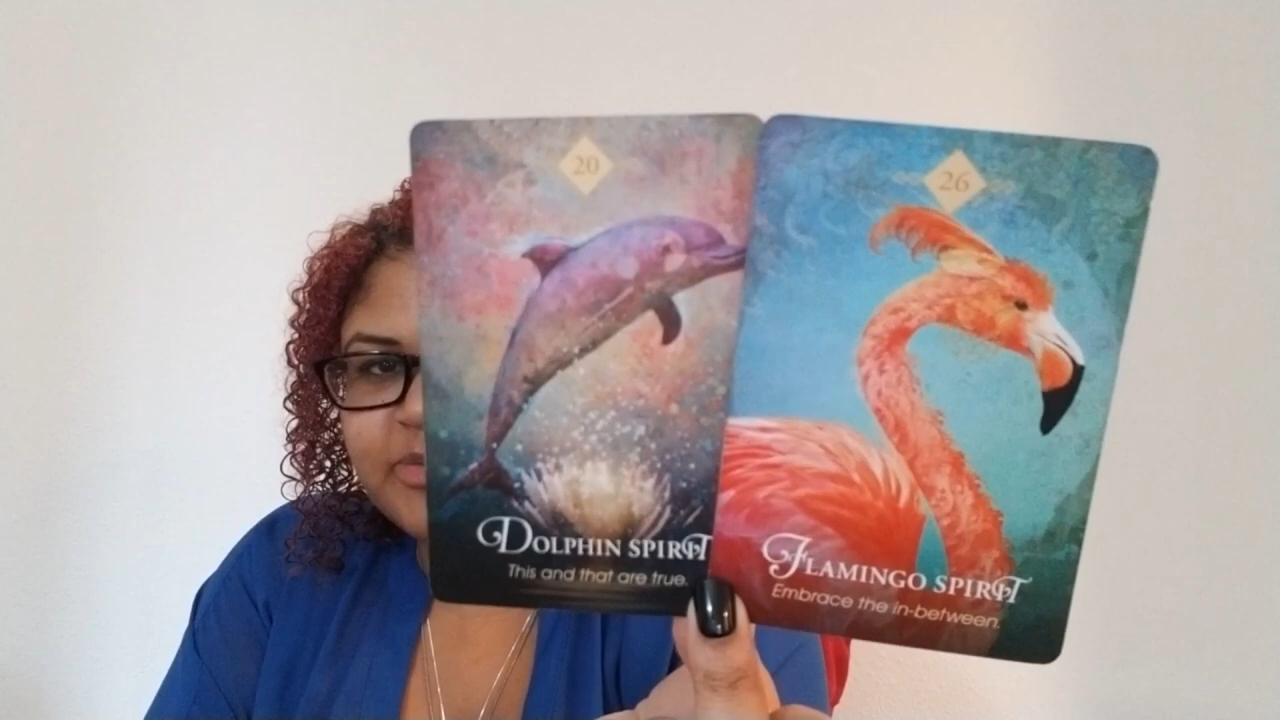 20
DOLPHIN SPIRIT
This and that are true.
26
FLAMINGO SPIRIT
Embrace the in-between.